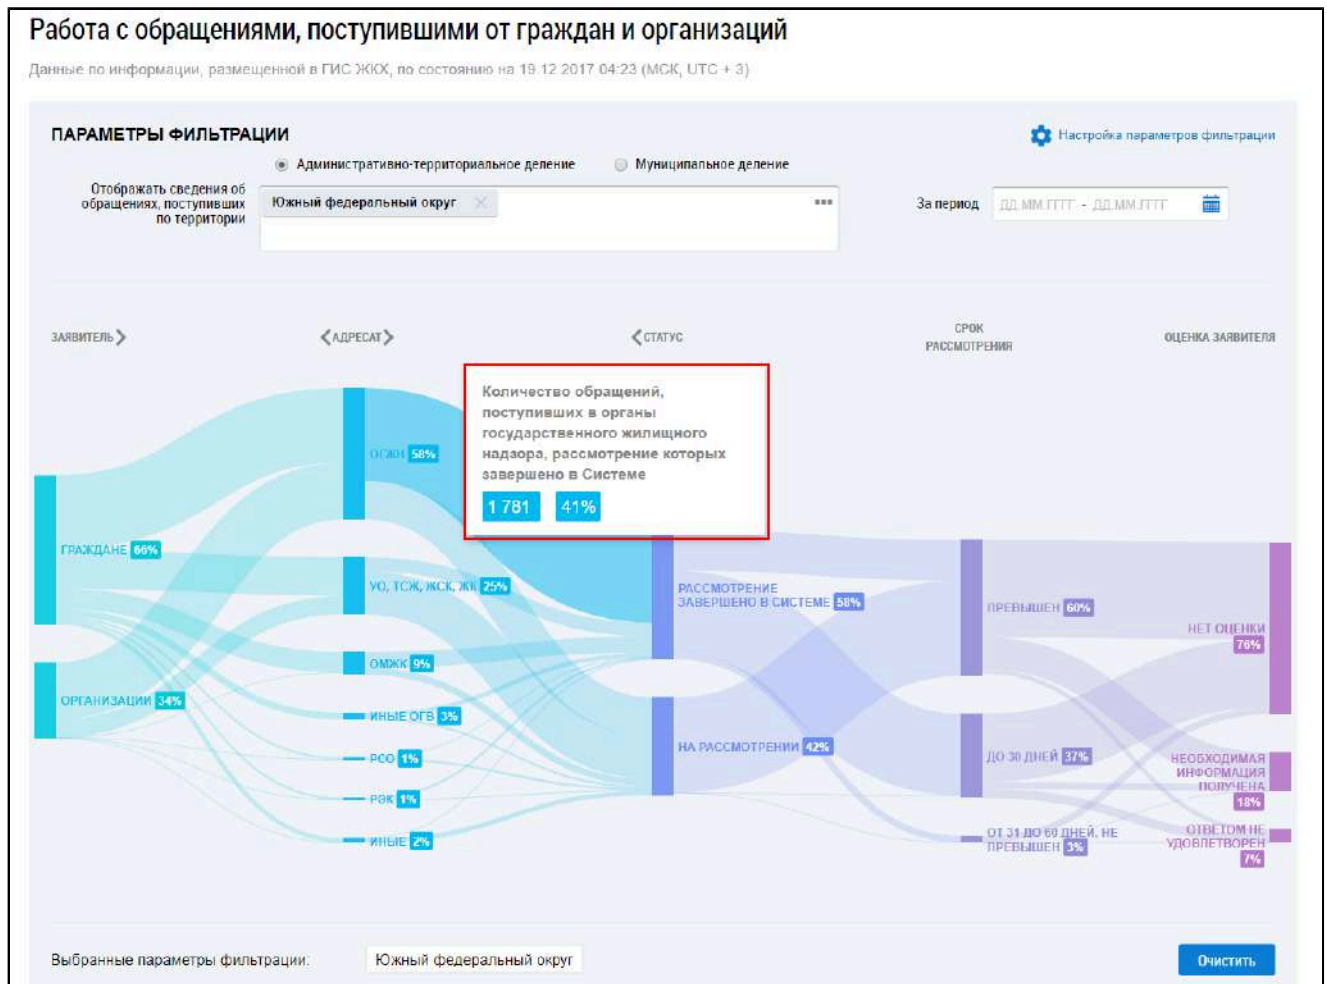 Работа с обращениями, поступившими от граждан и организаций
Данные по информации, размещенной в ГИС ЖКХ, по состоянию на 19.12.2017 04:23 (МСК, UTC + 3)
ПАРАМЕТРЫ ФИЛЬТРАЦИИ
Настройка параметров фильтрации
Административно-территориальное деление
Муниципальное деление
Отображать сведения об
обращениях, поступивших
по территории
Южный федеральный округ
За период
ДД.ММ.ГГГГ - ДД.ММ.ГГГГ
ЗАЯВИТЕЛЬ
АДРЕСАТ
СТАТУС
СРОК
РАССМОТРЕНИЯ
ОЦЕНКА ЗАЯВИТЕЛЯ
Количество обращений,
поступивших в органы
государственного жилищного
надзора, рассмотрение которых
завершено в Системе
1 781 41%
ОГЖН 58%
ГРАЖДАНЕ 66%
УО, ТСЖ, ЖСК, ЖК 25%
РАССМОТРЕНИЕ
ЗАВЕРШЕНО В СИСТЕМЕ 58%
ПРЕВЫШЕН 60%
НЕТ ОЦЕНКИ
76%
ОМЖК 9%
ОРГАНИЗАЦИИ 34%
ИНЫЕ ОГВ 3%
НА РАССМОТРЕНИИ 42%
РСО 1%
ДО 30 ДНЕЙ 37%
НЕОБХОДИМАЯ
ИНФОРМАЦИЯ
ПОЛУЧЕНА
18%
РЭК 1%
ИНЫЕ 2%
ОТ 31 ДО 60 ДНЕЙ, НЕ
ПРЕВЫШЕН 3%
ОТВЕТОМ НЕ
УДОВЛЕТВОРЕН
7%
Выбранные параметры фильтрации:
Южный федеральный округ
Очистить